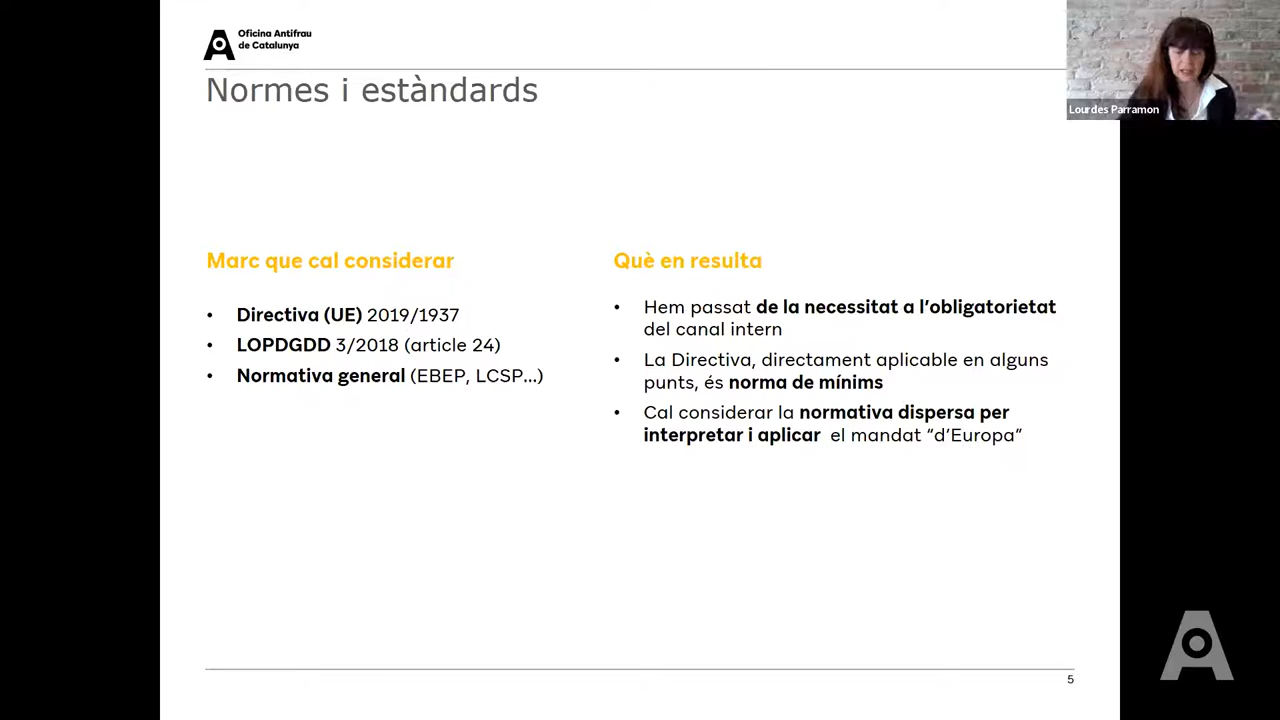 Oficina Antifrau
de Catalunya
Lourdes Parramon
Normes i estàndards
Marc que cal considerar
• Directiva (UE) 2019/1937
• LOPDGDD 3/2018 (article 24)
• Normativa general (EBEP, LCSP...)
Què en resulta
• Hem passat de la necessitat a l’obligatorietat
del canal intern
• La Directiva, directament aplicable en alguns
punts, és norma de mínims
• Cal considerar la normativa dispersa per
interpretar i aplicar el mandat “d’Europa”
5